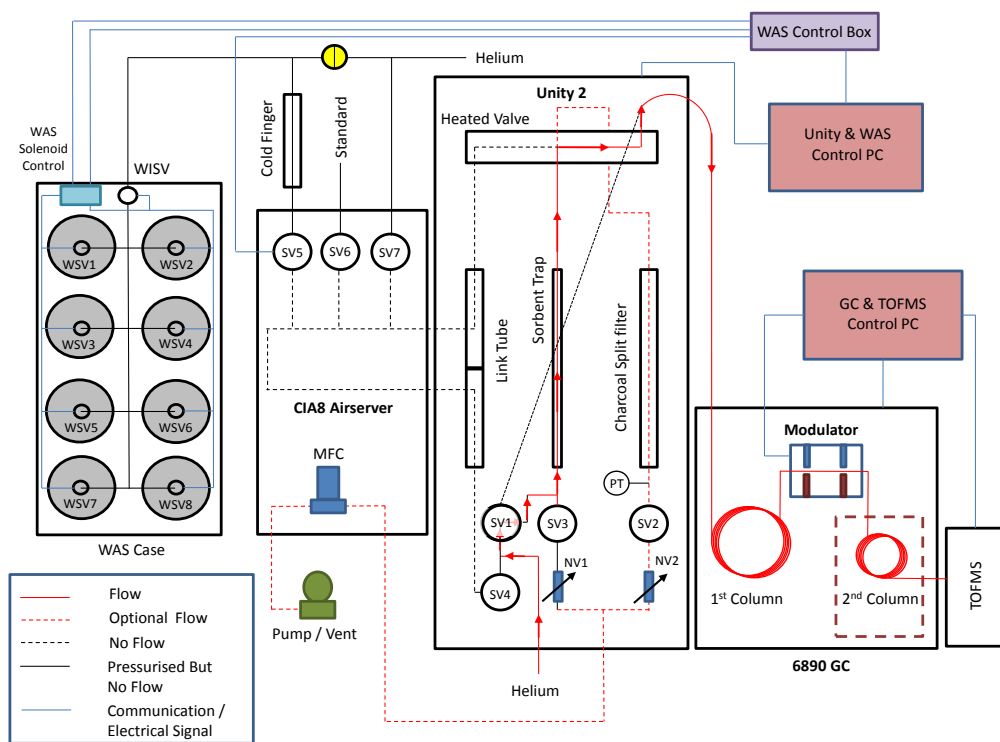 WAS Control Box
Helium
Unity 2
Unity & WAS
Control PC
Heated Valve
WAS
Solenoid
Control
WISV
Cold Finger
Standard
WSV1
WSV2
WSV3
WSV4
WSV5
WSV6
WSV7
WSV8
WAS Case
SV5
SV6
SV7
CIA8 Airserver
MFC
Pump / Vent
Link Tube
Sorbent Trap
Charcoal Split filter
PT
SV1
SV3
SV2
SV4
NV1
NV2
Helium
GC & TOFMS
Control PC
Modulator
1st Column
2nd Column
TOFMS
6890 GC
Flow
Optional Flow
No Flow
Pressurised But
No Flow
Communication /
Electrical Signal